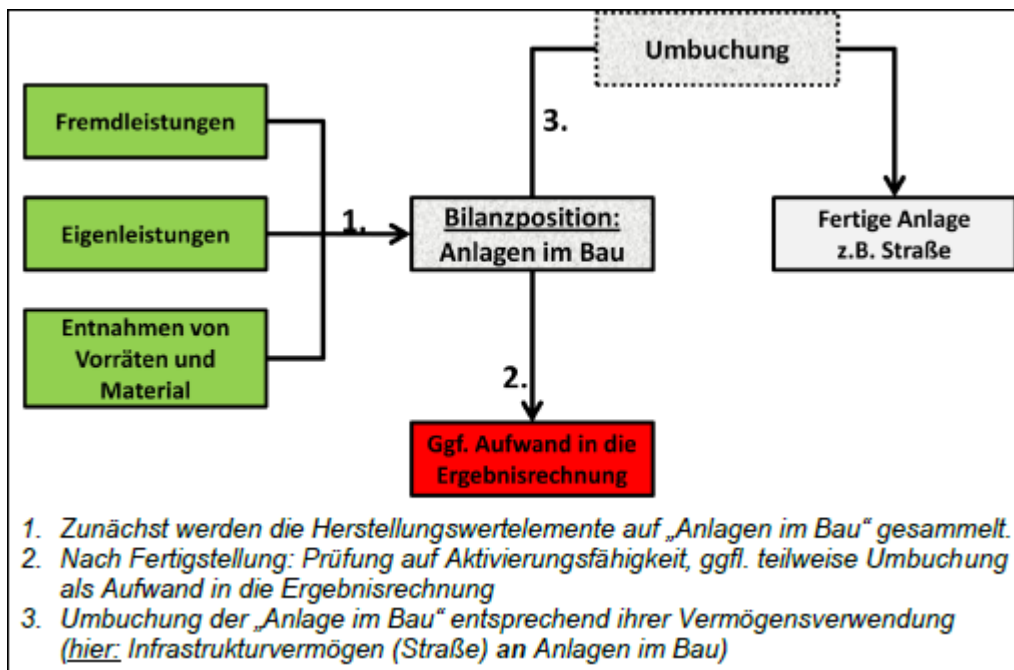 Umbuchung
Fremdleistungen
3.
Eigenleistungen
1.
Bilanzposition:
Anlagen im Bau
Fertige Anlage
z.B. Straße
Entnahmen von
Vorräten und
Material
2.
Ggf. Aufwand in die
Ergebnisrechnung
1. Zunächst werden die Herstellungswertelemente auf „Anlagen im Bau“ gesammelt.
2. Nach Fertigstellung: Prüfung auf Aktivierungsfähigkeit, ggfl. teilweise Umbuchung
als Aufwand in die Ergebnisrechnung
3. Umbuchung der „Anlage im Bau“ entsprechend ihrer Vermögensverwendung
(hier: Infrastrukturvermögen (Straße) an Anlagen im Bau)